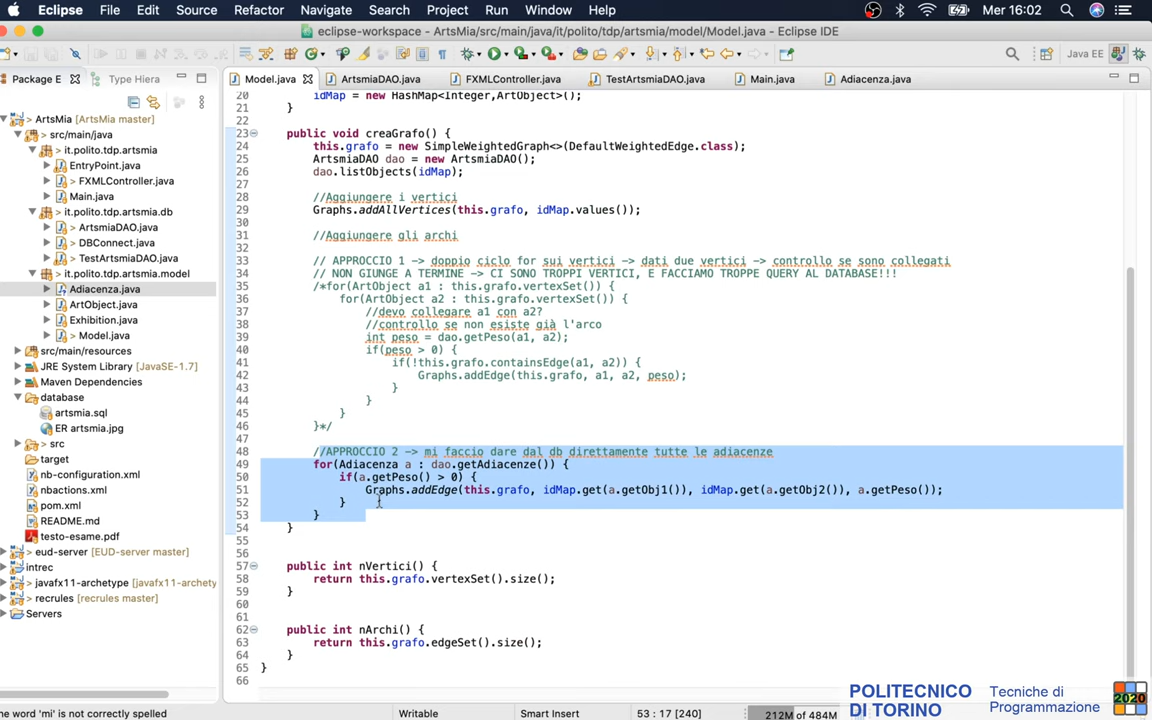 Eclipse File Edit Source Refactor Navigate Search Project Run Window Help Mer 16:02
eclipse-workspace - ArtsMia/src/main/java/it/polito/tdp/artsmia/model/Model.java - Eclipse IDE
Java EE
Package E Type Hiera
Model.java ArtsmiaDAO.java FXMLController.java TestArtsmiaDAO.java Main.java Adiacenza.java
ArtsMia [ArtsMia master]
src/main/java
it.polito.tdp.artsmia
EntryPoint.java
> FXMLController.java
Main.java
it.polito.tdp.artsmia.db
ArtsmiaDAO.java
> DBConnect.java
TestArtsmiaDAO.java
it.polito.tdp.artsmia.model
Adiacenza.java
ArtObject.java
Exhibition.java
> Model.java
src/main/resources
JRE System Library [JavaSE-1.7]
Maven Dependencies
database
artsmia.sql
ER artsmia.jpg
src
target
nb-configuration.xml
nbactions.xml
pom.xml
README.md
testo-esame.pdf
eud-server [EUD-server master]
intrec
javafx11-archetype [javafx11-archety
recrules [recrules master]
Servers
20 idMap = new HashMap<Integer,ArtObject>();
21 }
22
23 public void creaGrafo() {
24 this.grafo = new SimpleWeightedGraph<>(DefaultWeightedEdge.class);
25 ArtsmiaDAO dao = new ArtsmiaDAO();
26 dao.listObjects(idMap);
27
28 //Aggiungere i vertici
29 Graphs.addAllVertices(this.grafo, idMap.values());
30
31 //Aggiungere gli archi
32
33 // APPROCCIO 1 -> doppio ciclo for sui vertici -> dati due vertici -> controllo se sono collegati
34 // NON GIUNGE A TERMINE -> CI SONO TROPPI VERTICI, E FACCIAMO TROPPE QUERY AL DATABASE!!!
35 /*for(ArtObject a1 : this.grafo.vertexSet()) {
36 for(ArtObject a2 : this.grafo.vertexSet()) {
37 //devo collegare a1 con a2?
38 //controllo se non esiste già l'arco
39 int peso = dao.getPeso(a1, a2);
40 if(peso > 0) {
41 if(!this.grafo.containsEdge(a1, a2)) {
42 Graphs.addEdge(this.grafo, a1, a2, peso);
43 }
44 }
45 }
46 }*/
47
48 //APPROCCIO 2 -> mi faccio dare dal db direttamente tutte le adiacenze
49 for(Adiacenza a : dao.getAdiacenze()) {
50 if(a.getPeso() > 0) {
51 Graphs.addEdge(this.grafo, idMap.get(a.getObj1()), idMap.get(a.getObj2()), a.getPeso());
52 }
53 }
54 }
55
56
57 public int nVertici() {
58 return this.grafo.vertexSet().size();
59 }
60
61
62 public int nArchi() {
63 return this.grafo.edgeSet().size();
64 }
65 }
66
he word 'mi' is not correctly spelled Writable Smart Insert 53 : 17 [240] 212M of 484M
POLITECNICO
DI TORINO
Tecniche di
Programmazione
2020